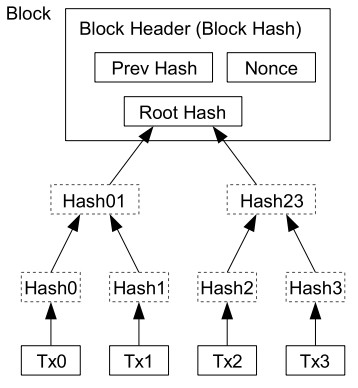 Block
Block Header (Block Hash)
Prev Hash
Nonce
Root Hash
Hash01
Hash23
Hash0
Hash1
Hash2
Hash3
Tx0
Tx1
Tx2
Tx3